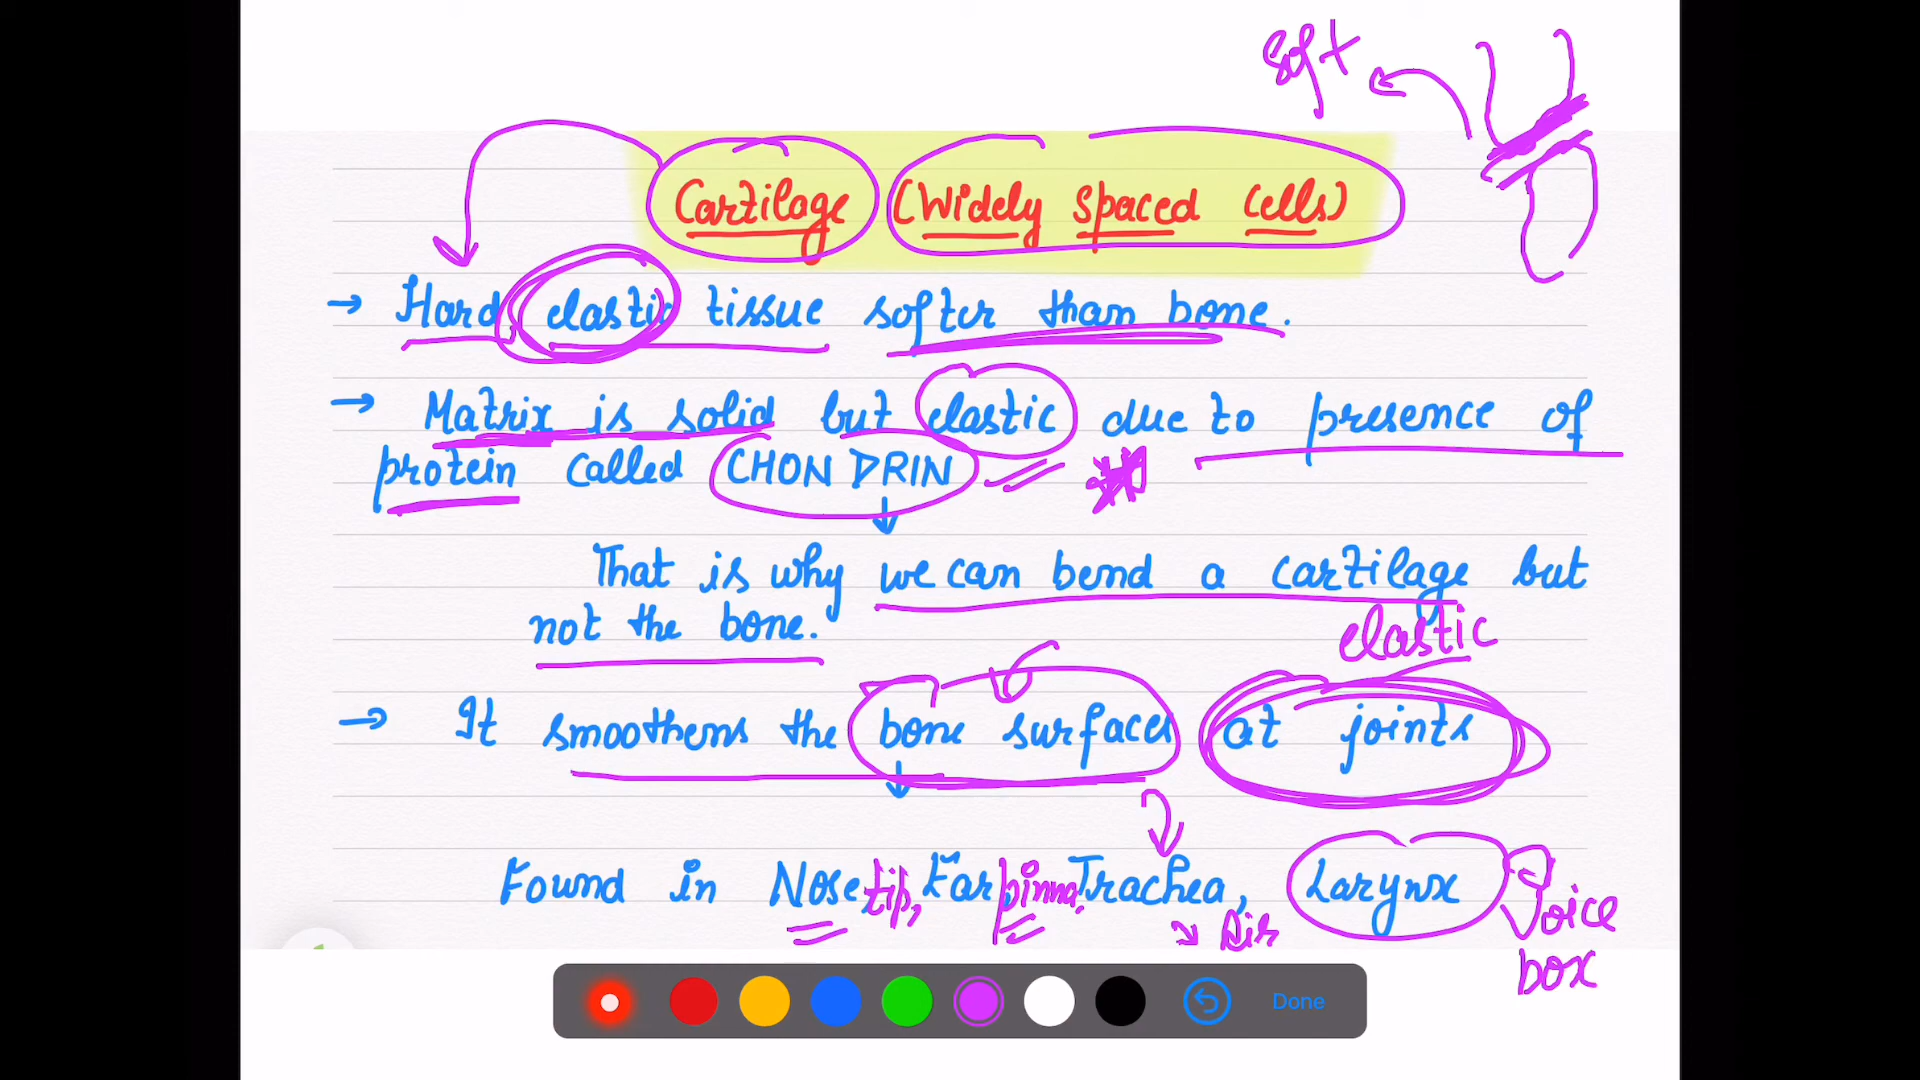 Soft
Cartilage (Widely Spaced Cells)
→ Hard elastic tissue softer than bone.
→ Matrix is solid but elastic due to presence of
protein called CHONDRIN
That is why we can bend a cartilage but
not the bone.
elastic
→ It smoothens the bone surfaces at joints
Found in Nose tip, Ear pinna, Trachea, Larynx
Air
Voice
box
Done